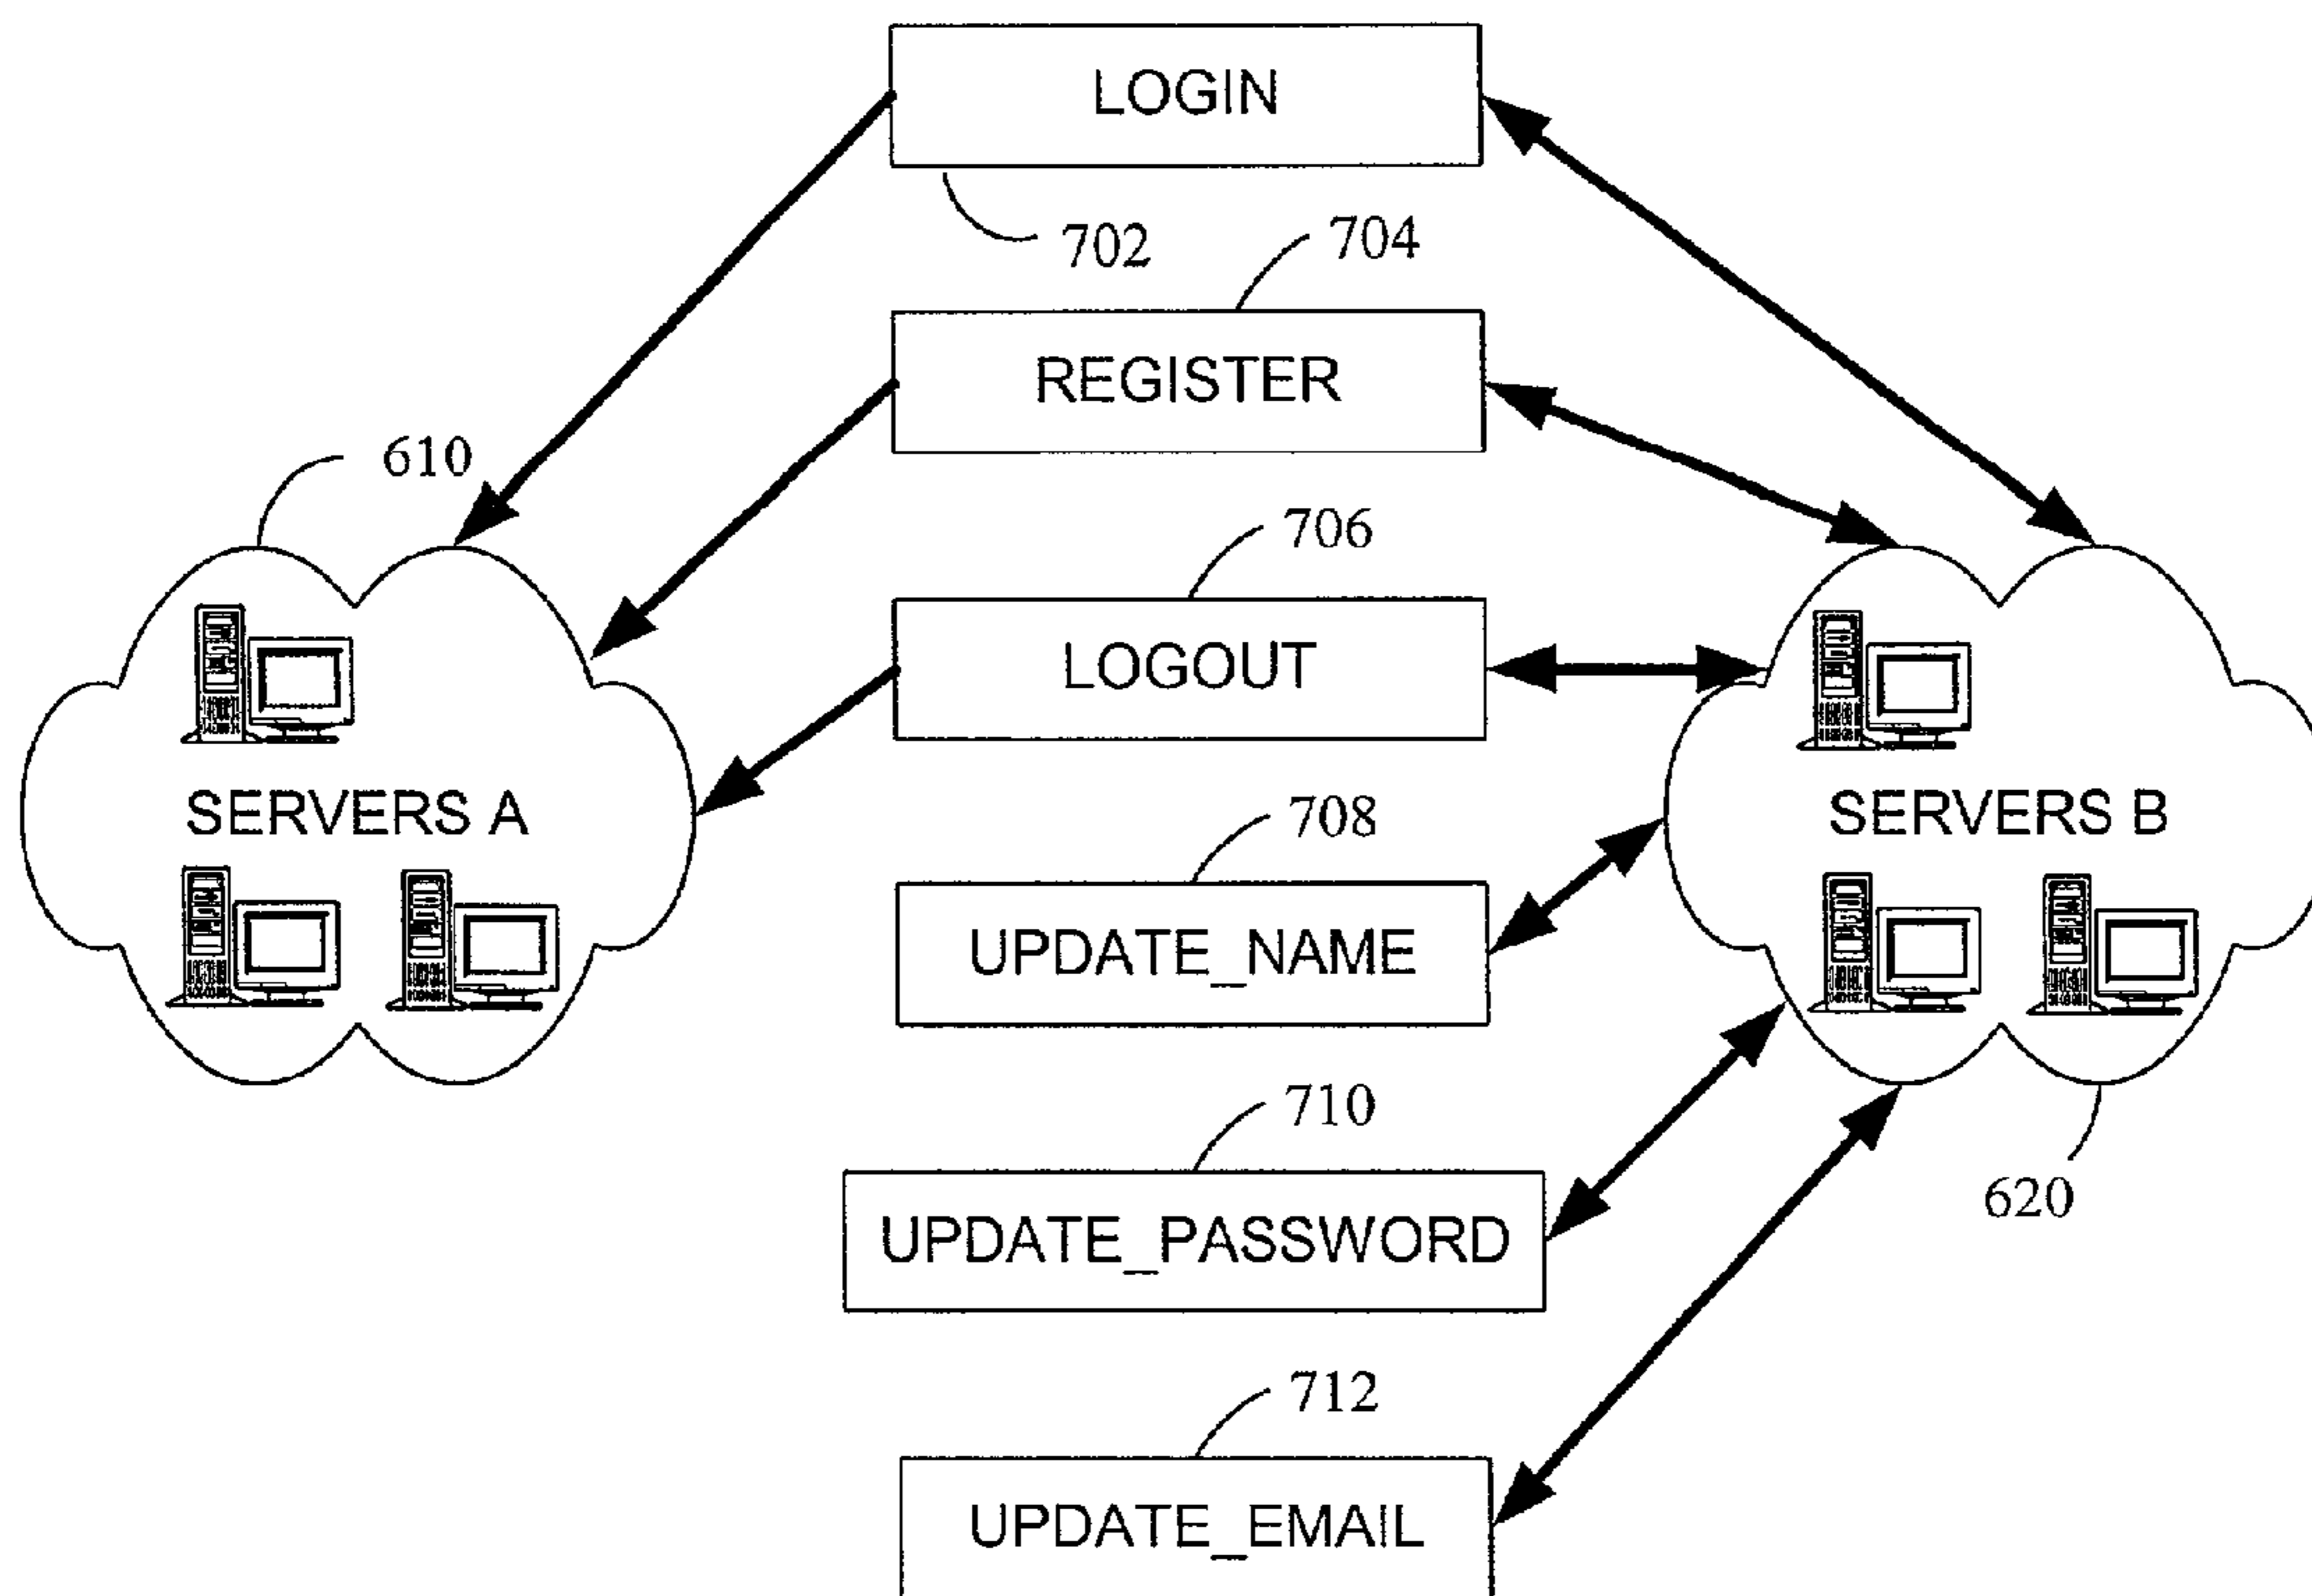 LOGIN
702
704
REGISTER
610
706
LOGOUT
SERVERS A
SERVERS B
708
UPDATE_NAME
710
UPDATE_PASSWORD
620
712
UPDATE_EMAIL